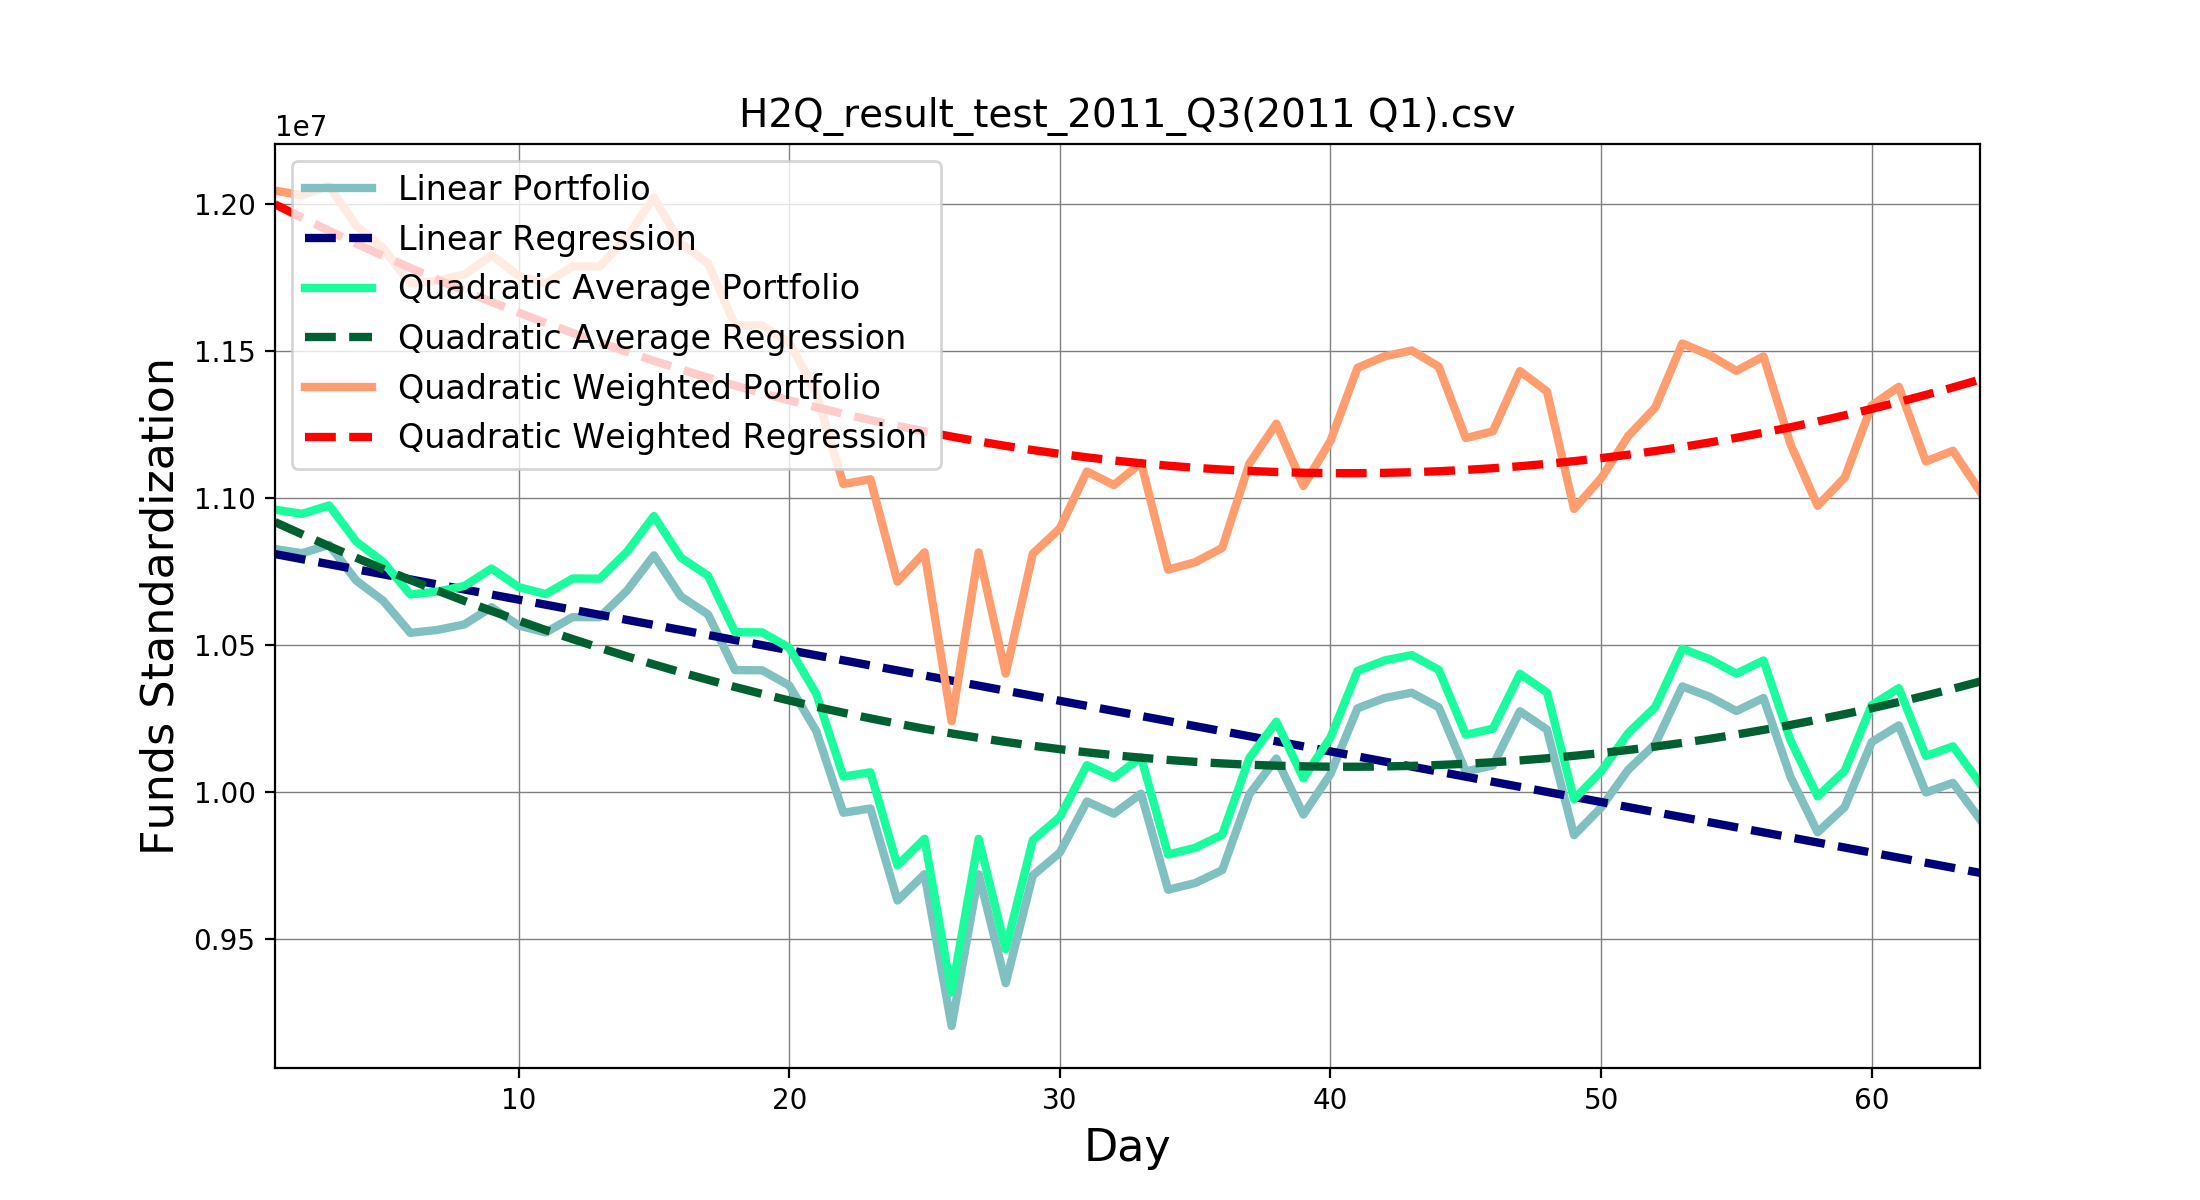 H2Q_result_test_2011_Q3(2011 Q1).csv
1e7
Linear Portfolio
Linear Regression
Quadratic Average Portfolio
Quadratic Average Regression
Quadratic Weighted Portfolio
Quadratic Weighted Regression
1.20
1.15
1.10
1.05
1.00
0.95
Funds Standardization
10 20 30 40 50 60
Day